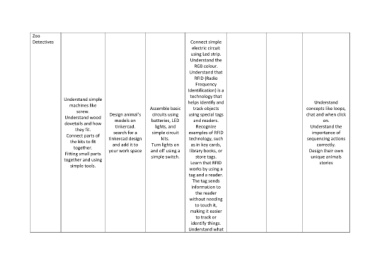 Zoo
Detectives
Understand simple
machines like
screw.
Understand wood
dowels and how
they fit.
Connect parts of
the kits to fit
together.
Fitting small parts
together and using
simple tools.
Design animal's
models on
tinkercad.
search for a
tinkercad design
and add it to
your work space
Assemble basic
circuits using
batteries, LED
lights, and
simple circuit
kits.
Turn lights on
and off using a
simple switch
Connect simple
electric circuit
using Led strip.
Understand the
RGB colour.
Understand that
RFID (Radio
Frequency
Identification) is a
technology that
helps identify and
track objects
using special tags
and readers.
Recognize
examples of RFID
technology, such
as in key cards,
library books, or
store tags.
Learn that RFID
works by using a
tag and a reader:
The tag sends
information to
the reader
without needing
to touch it,
making it easier
to track or
identify things.
Understand what
Understand
concepts like loops,
chat and when click
on.
Understand the
importance of
sequencing actions
correctly.
Design their own
unique animals
stories